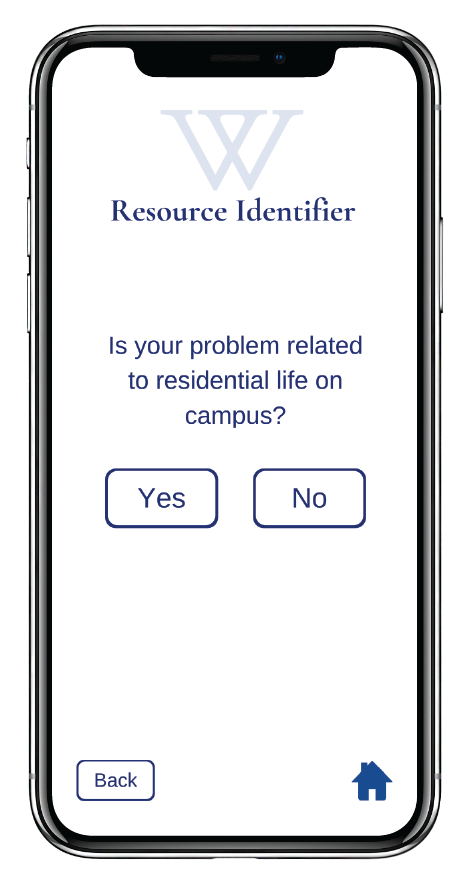 W
Resource Identifier
Is your problem related
to residential life on
campus?
Yes No
Back